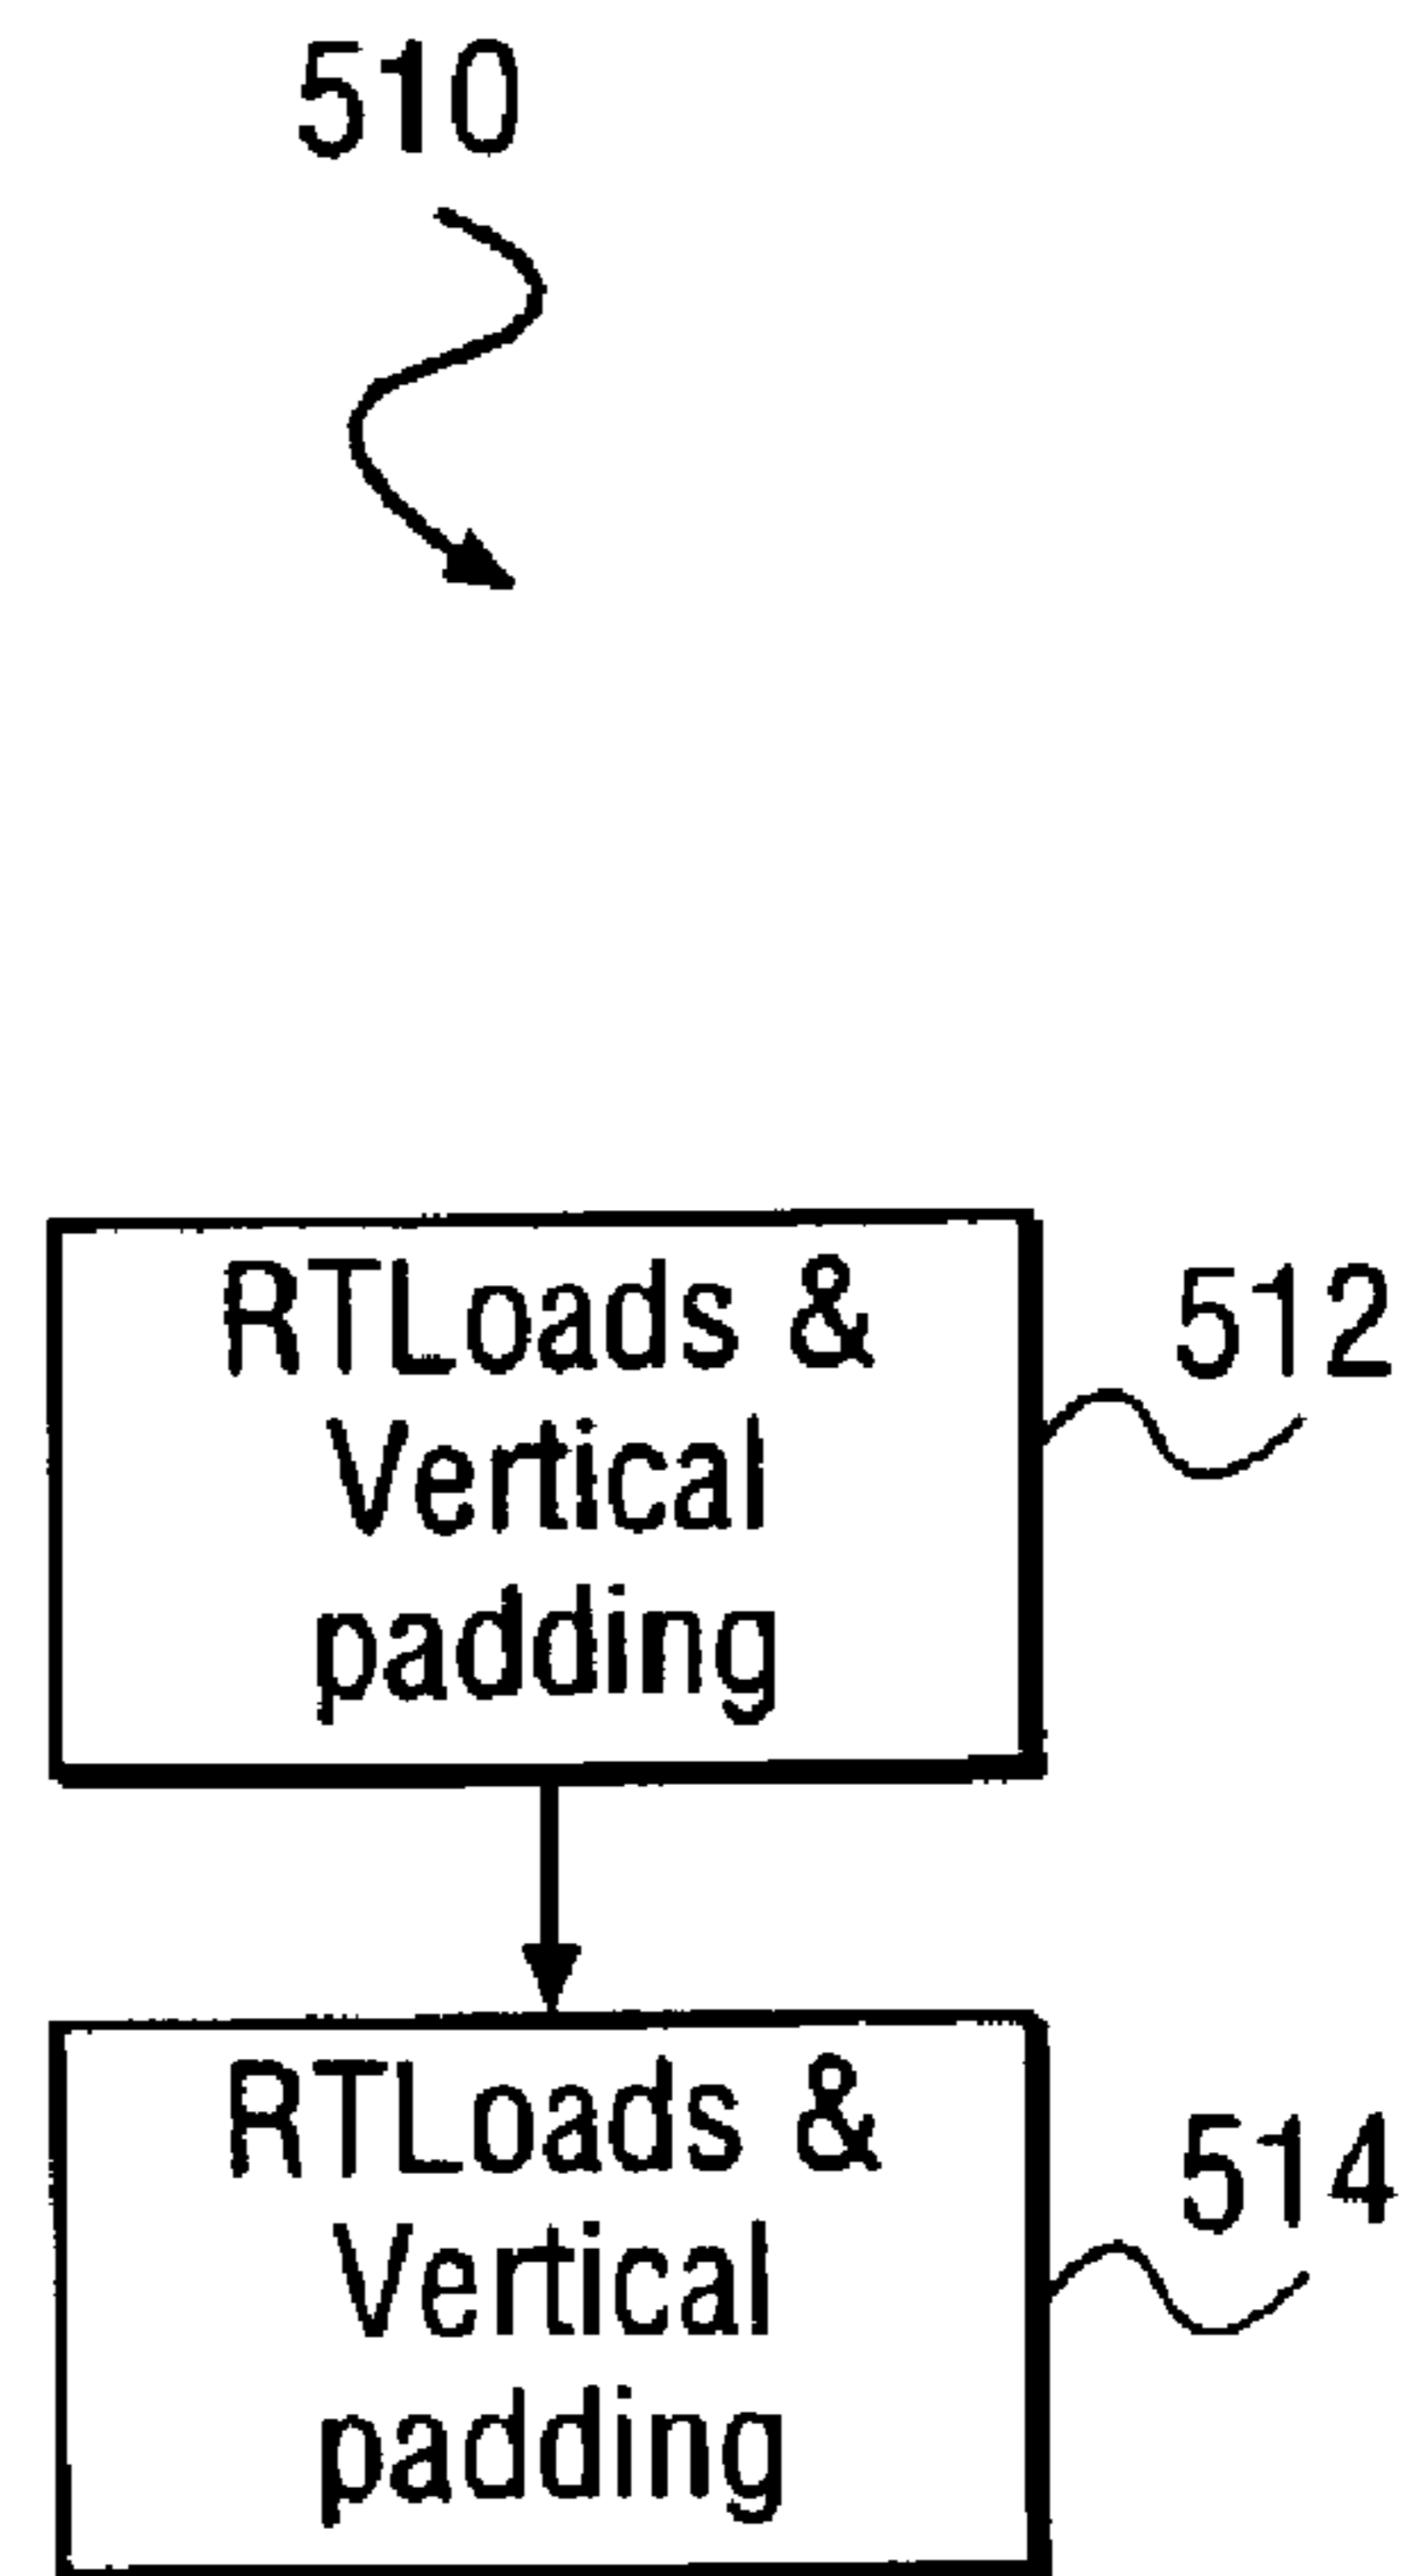 510
RTLoads &
Vertical
padding
512
RTLoads &
Vertical
padding
514